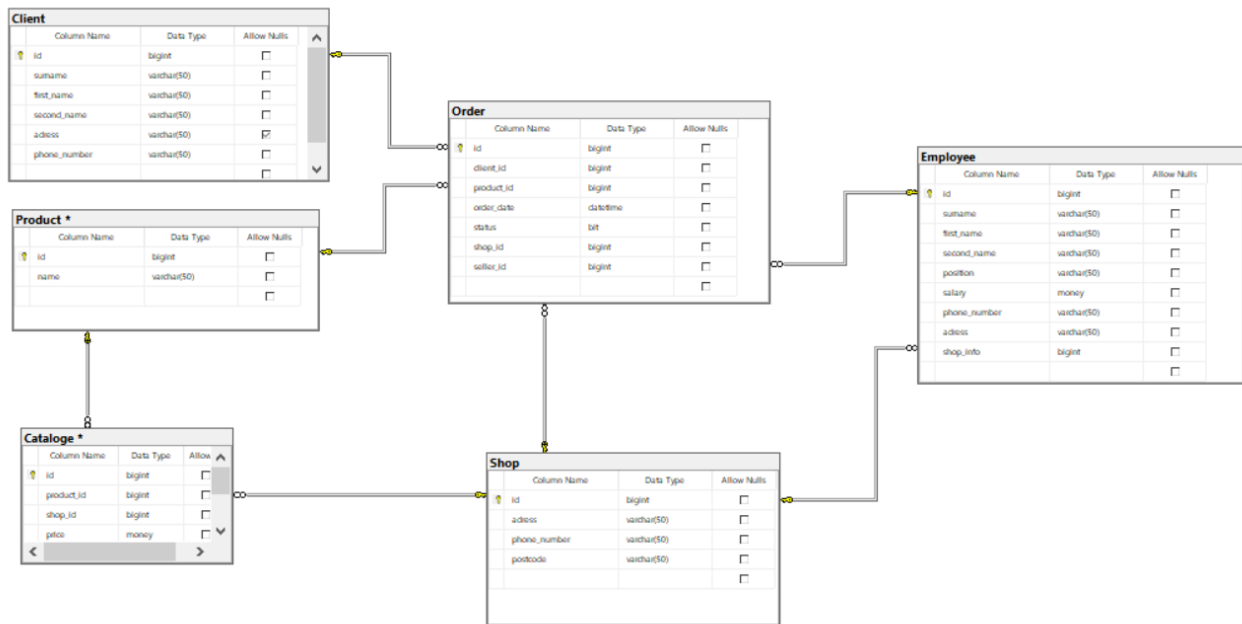 Client
Column Name Data Type Allow Nulls
id bigint
surname varchar(50)
first_name varchar(50)
second_name varchar(50)
adress varchar(50)
phone_number varchar(50)
Product *
Column Name Data Type Allow Nulls
id bigint
name varchar(50)
Cataloge *
Column Name Data Type Allow
id bigint
product_id bigint
shop_id bigint
price money
Order
Column Name Data Type Allow Nulls
id bigint
client_id bigint
product_id bigint
order_date datetime
status bit
shop_id bigint
seller_id bigint
Shop
Column Name Data Type Allow Nulls
id bigint
adress varchar(50)
phone_number varchar(50)
postcode varchar(50)
Employee
Column Name Data Type Allow Nulls
id bigint
surname varchar(50)
first_name varchar(50)
second_name varchar(50)
position varchar(50)
salary money
phone_number varchar(50)
adress varchar(50)
shop_info bigint